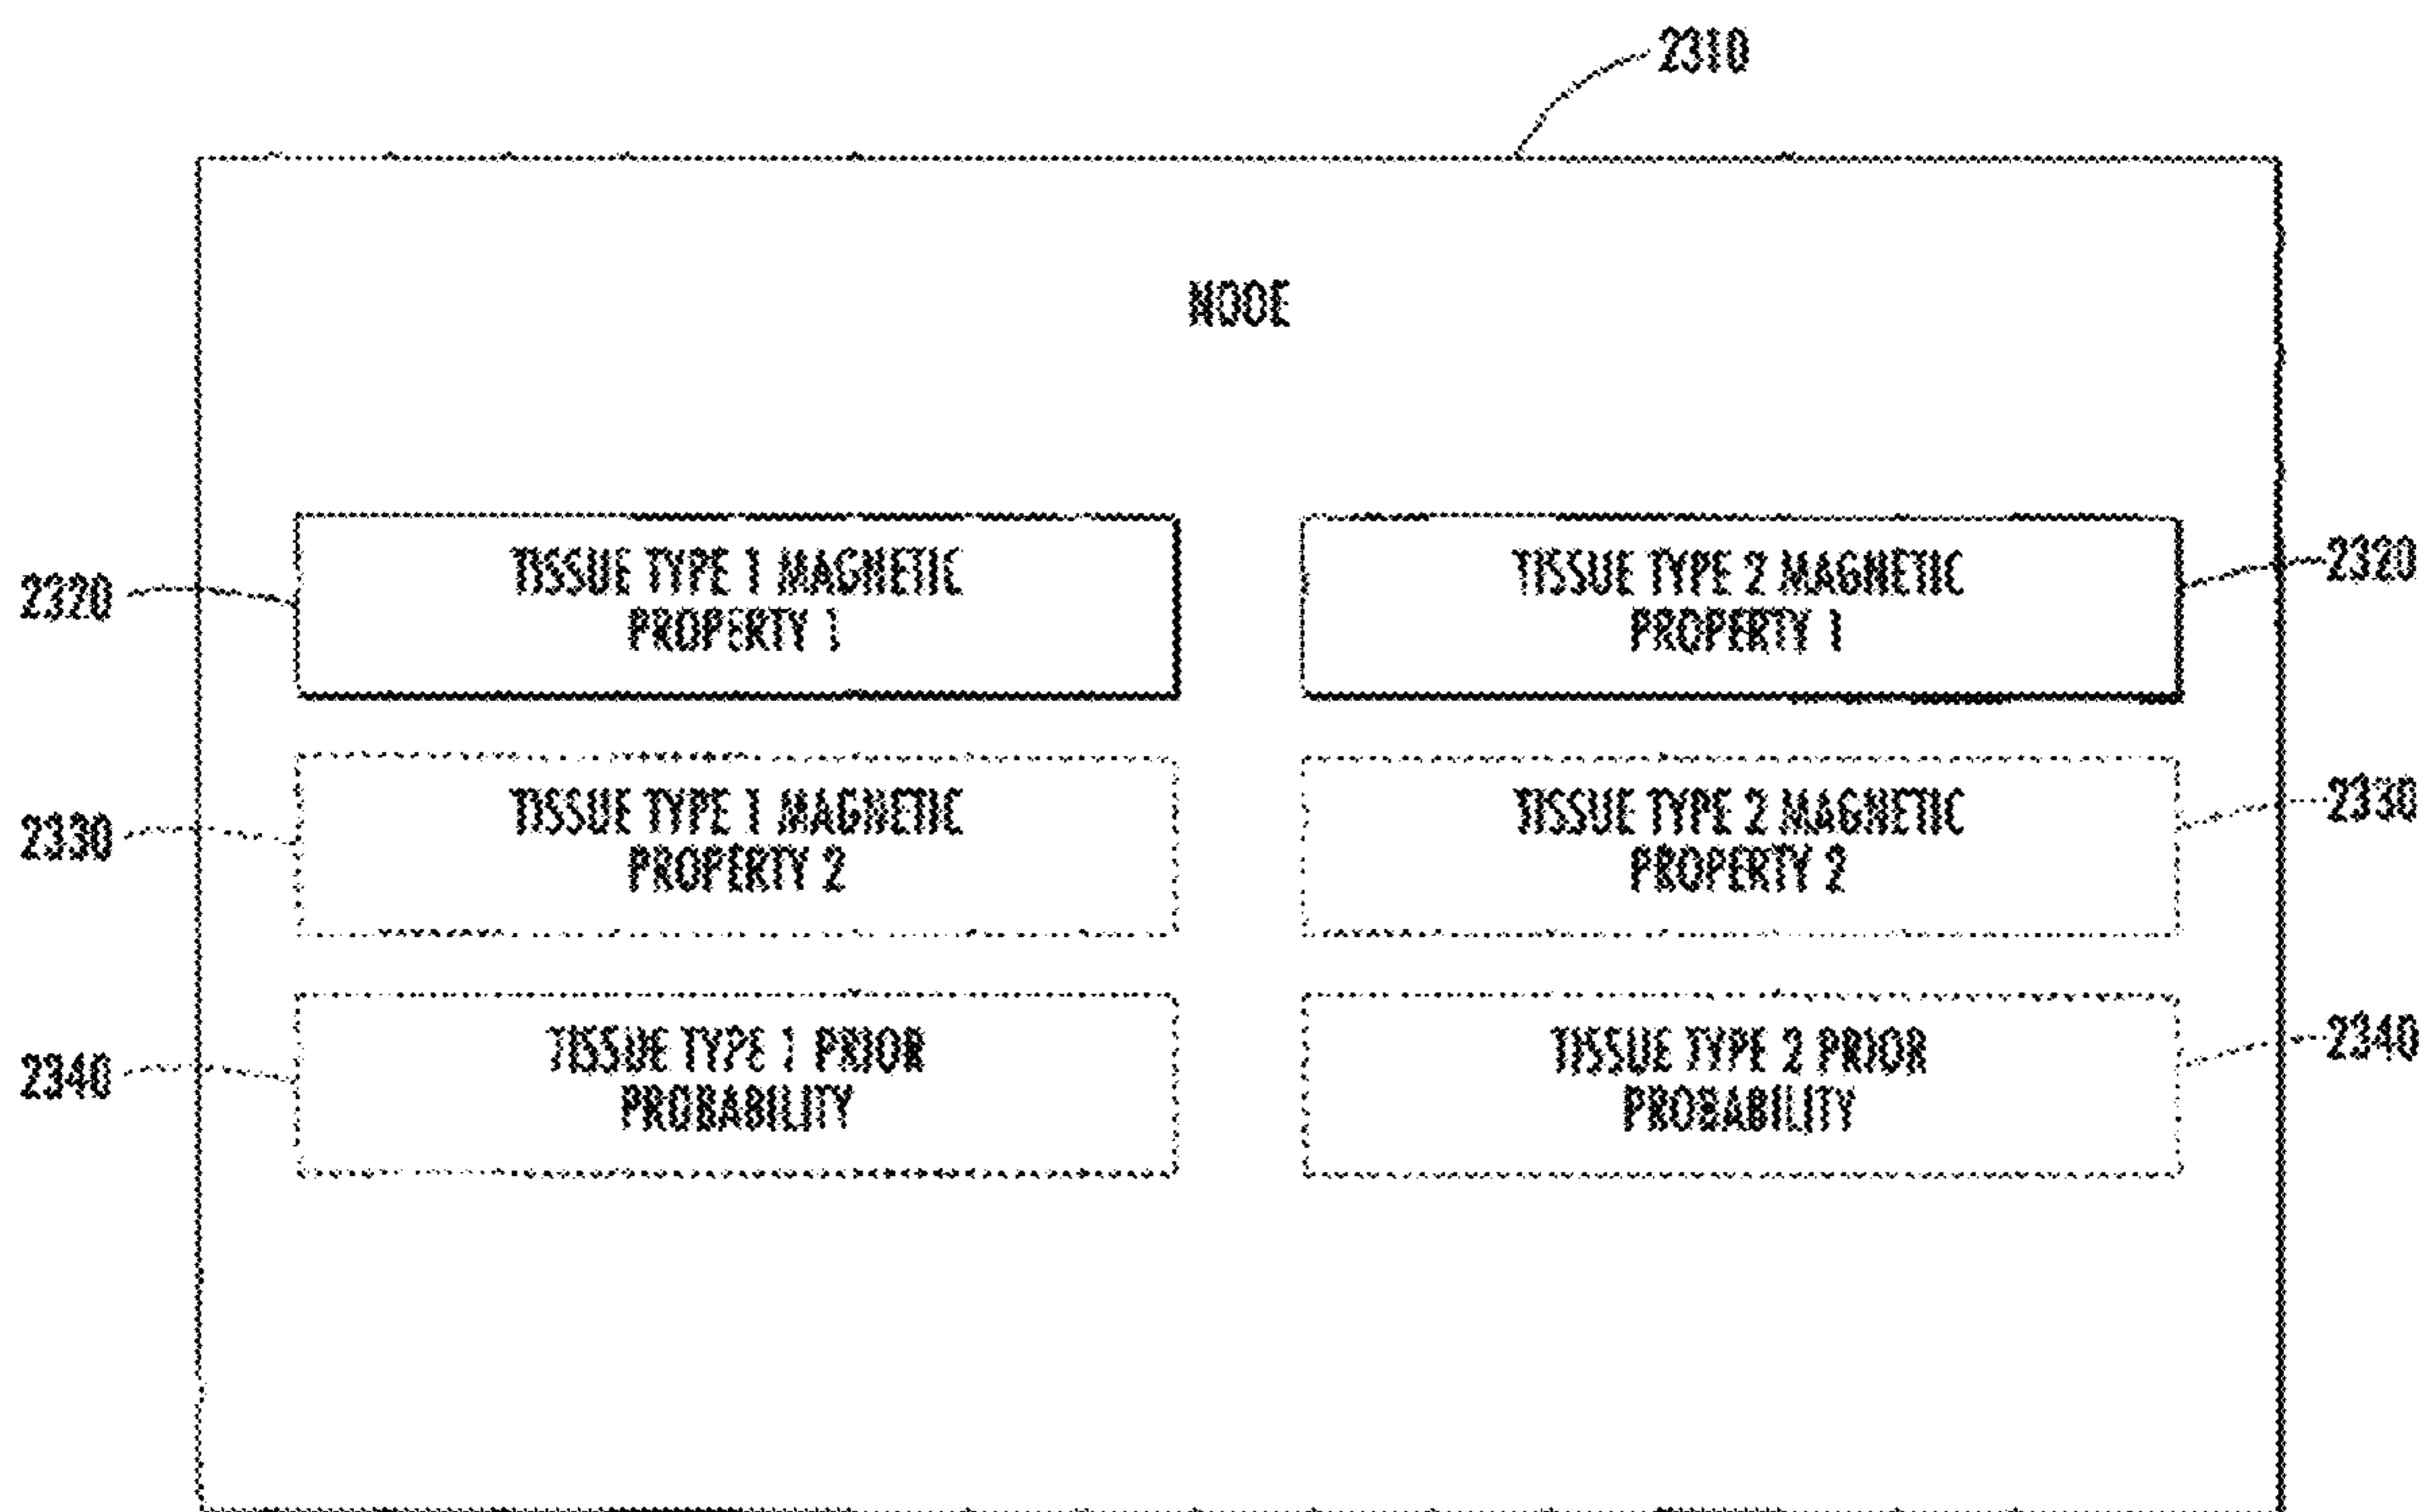 2310
NODE
2320
TISSUE TYPE 1 MAGNETIC
PROPERTY 1
TISSUE TYPE 2 MAGNETIC
PROPERTY 1
2320
2330
TISSUE TYPE 1 MAGNETIC
PROPERTY 2
TISSUE TYPE 2 MAGNETIC
PROPERTY 2
2330
2340
TISSUE TYPE 1 PRIOR
PROBABILITY
TISSUE TYPE 2 PRIOR
PROBABILITY
2340